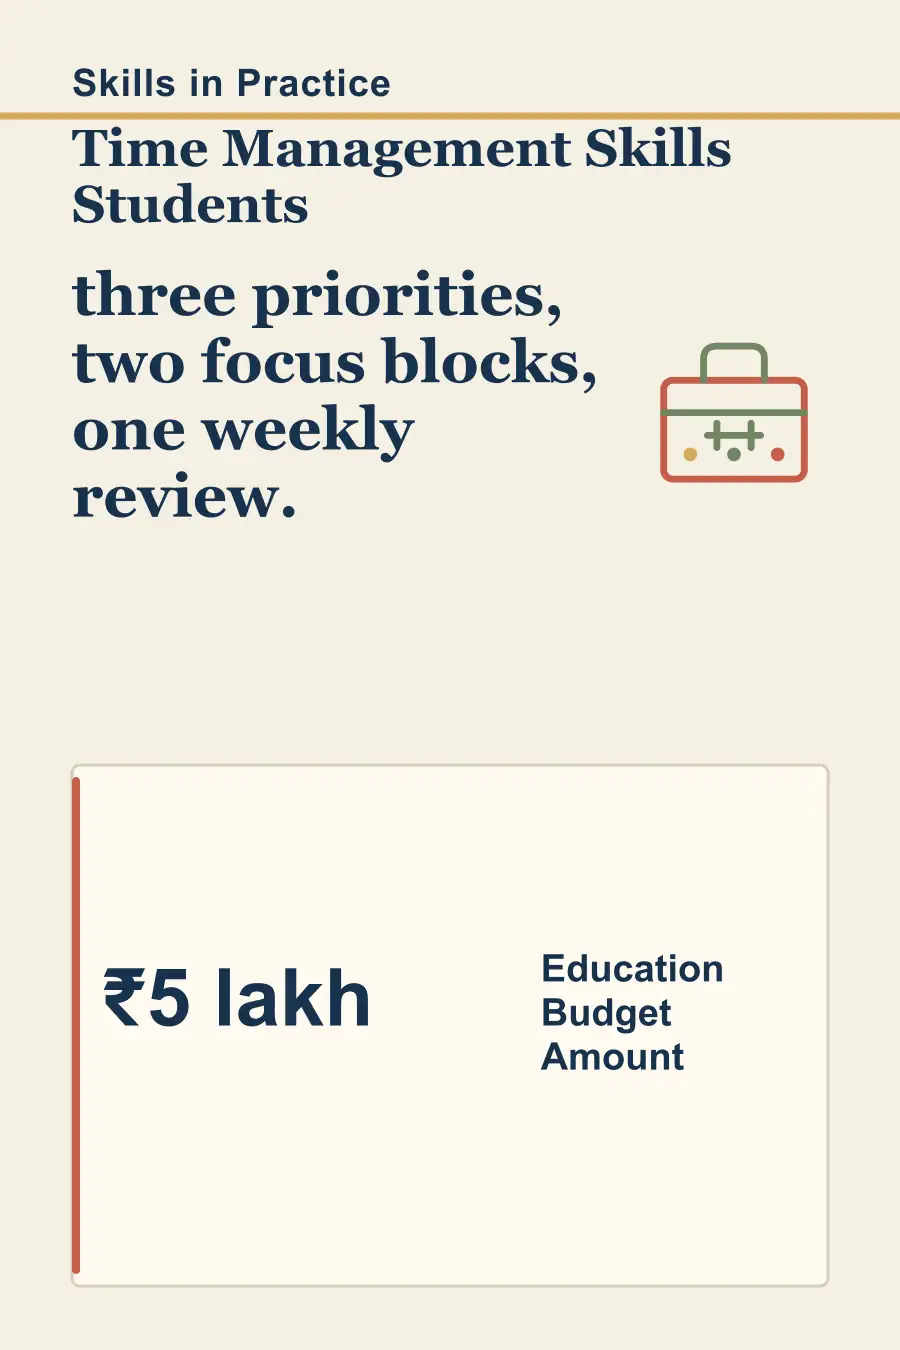 Skills in Practice
Time Management Skills
Students
three priorities,
two focus blocks,
one weekly
review.
₹5 lakh
Education
Budget
Amount